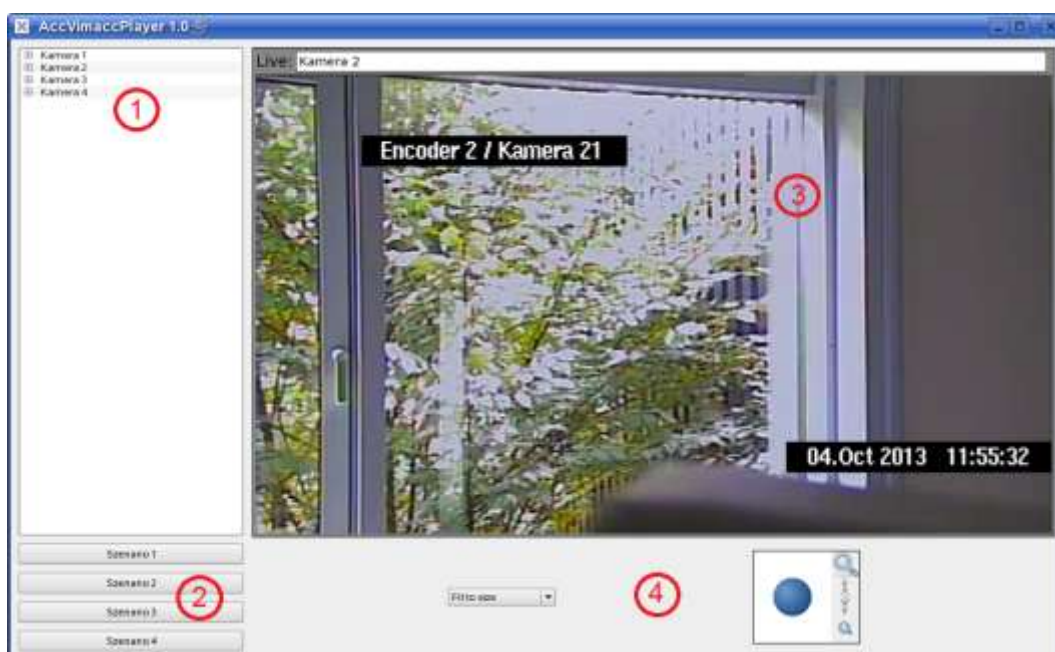 AccVimaccPlayer 1.0
Kamera 1
Kamera 2
Kamera 3
Kamera 4
1
Live: Kamera 2
Encoder 2 / Kamera 21
3
04.Oct 2013 11:55:32
Szenario 1
Szenario 2
Szenario 3
Szenario 4
2
Fit to size
4